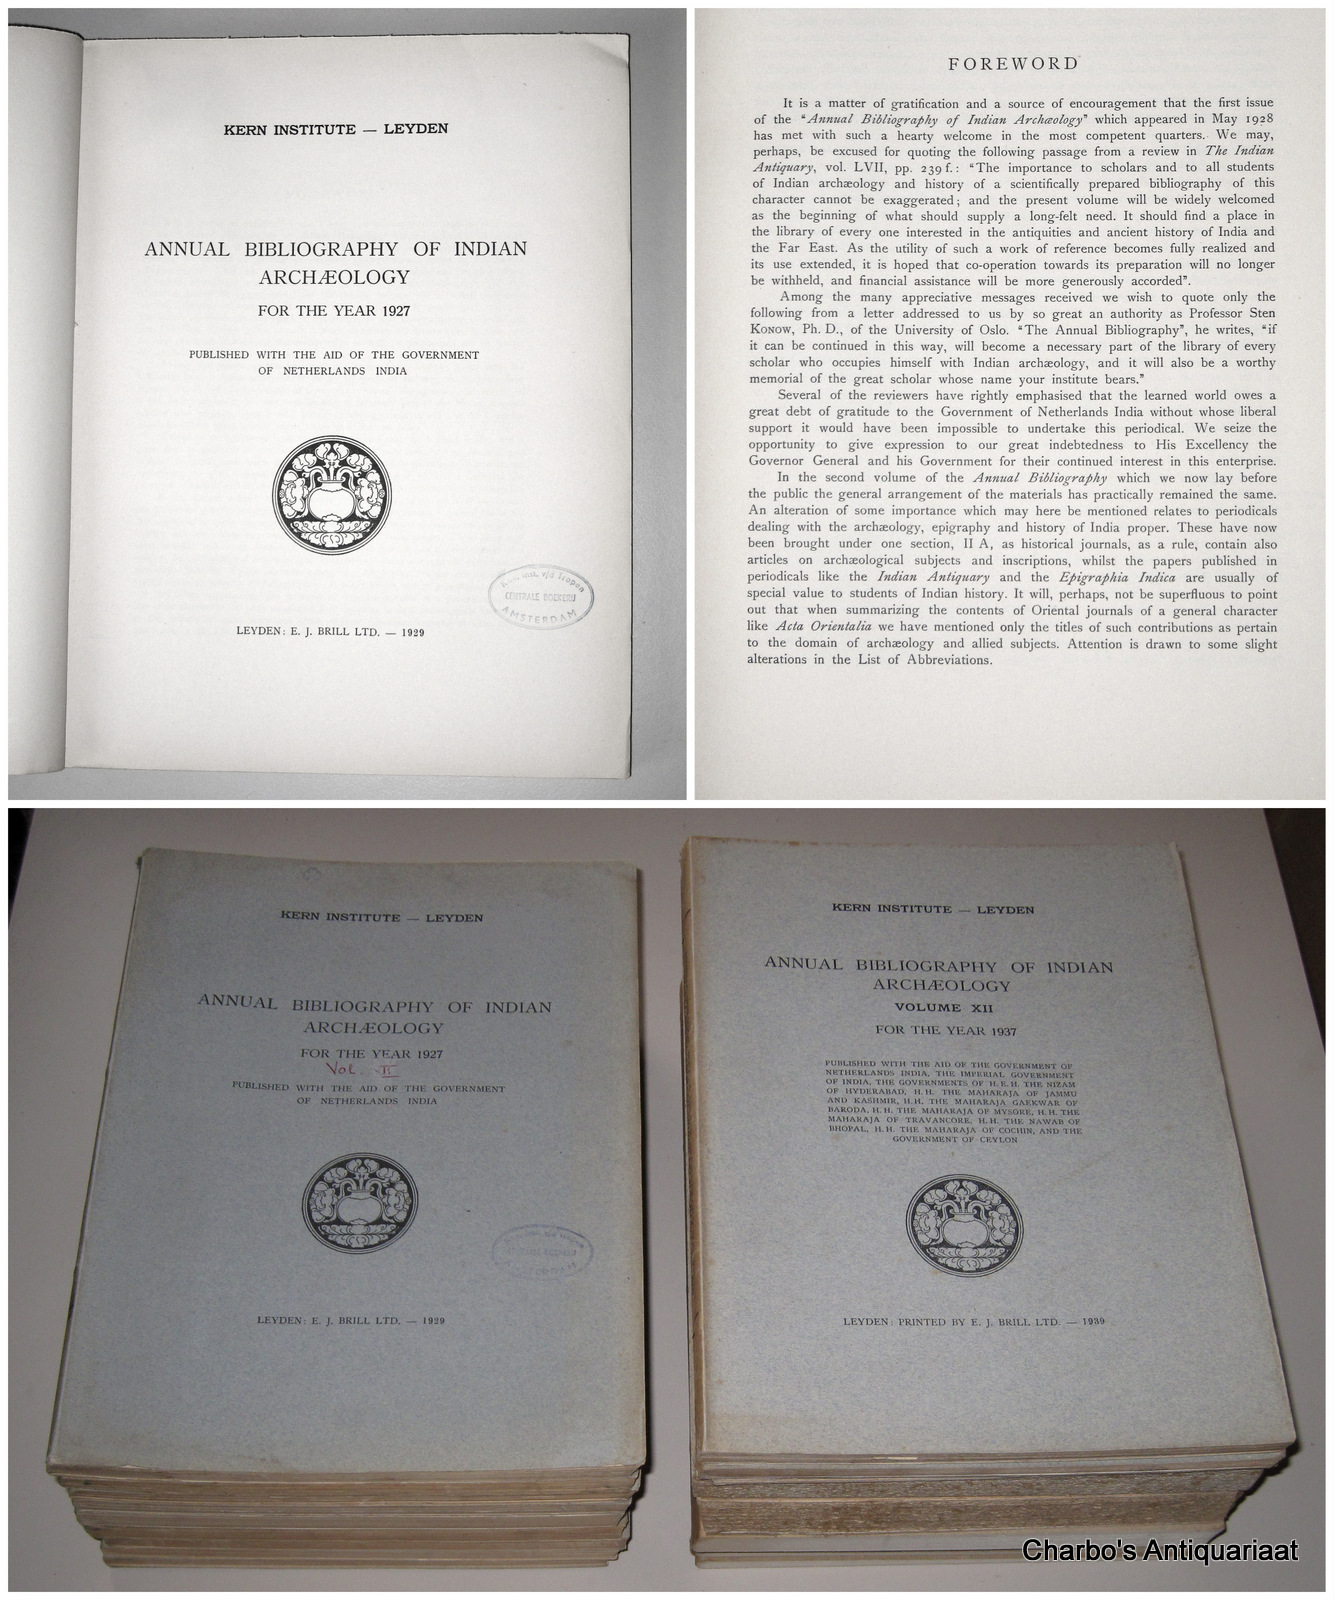 KERN INSTITUTE — LEYDEN
ANNUAL BIBLIOGRAPHY OF INDIAN
ARCHÆOLOGY
FOR THE YEAR 1927
PUBLISHED WITH THE AID OF THE GOVERNMENT
OF NETHERLANDS INDIA
Inst. v/d Tropen
CENTRALE BOEKERIJ
AMSTERDAM
LEYDEN: E. J. BRILL LTD. — 1929
FOREWORD
It is a matter of gratification and a source of encouragement that the first issue
of the “Annual Bibliography of Indian Archæology” which appeared in May 1928
has met with such a hearty welcome in the most competent quarters. We may,
perhaps, be excused for quoting the following passage from a review in The Indian
Antiquary, vol. LVII, pp. 239 f.: “The importance to scholars and to all students
of Indian archæology and history of a scientifically prepared bibliography of this
character cannot be exaggerated; and the present volume will be widely welcomed
as the beginning of what should supply a long-felt need. It should find a place in
the library of every one interested in the antiquities and ancient history of India and
the Far East. As the utility of such a work of reference becomes fully realized and
its use extended, it is hoped that co-operation towards its preparation will no longer
be withheld, and financial assistance will be more generously accorded”.
Among the many appreciative messages received we wish to quote only the
following from a letter addressed to us by so great an authority as Professor Sten
Konow, Ph. D., of the University of Oslo. “The Annual Bibliography”, he writes, “if
it can be continued in this way, will become a necessary part of the library of every
scholar who occupies himself with Indian archæology, and it will also be a worthy
memorial of the great scholar whose name your institute bears.”
Several of the reviewers have rightly emphasised that the learned world owes a
great debt of gratitude to the Government of Netherlands India without whose liberal
support it would have been impossible to undertake this periodical. We seize the
opportunity to give expression to our great indebtedness to His Excellency the
Governor General and his Government for their continued interest in this enterprise.
In the second volume of the Annual Bibliography which we now lay before
the public the general arrangement of the materials has practically remained the same.
An alteration of some importance which may here be mentioned relates to periodicals
dealing with the archæology, epigraphy and history of India proper. These have now
been brought under one section, II A, as historical journals, as a rule, contain also
articles on archæological subjects and inscriptions, whilst the papers published in
periodicals like the Indian Antiquary and the Epigraphia Indica are usually of
special value to students of Indian history. It will, perhaps, not be superfluous to point
out that when summarizing the contents of Oriental journals of a general character
like Acta Orientalia we have mentioned only the titles of such contributions as pertain
to the domain of archæology and allied subjects. Attention is drawn to some slight
alterations in the List of Abbreviations.
KERN INSTITUTE — LEYDEN
ANNUAL BIBLIOGRAPHY OF INDIAN
ARCHÆOLOGY
FOR THE YEAR 1927
Vol. II
PUBLISHED WITH THE AID OF THE GOVERNMENT
OF NETHERLANDS INDIA
LEYDEN: E. J. BRILL LTD. — 1929
KERN INSTITUTE — LEYDEN
ANNUAL BIBLIOGRAPHY OF INDIAN
ARCHÆOLOGY
VOLUME XII
FOR THE YEAR 1937
PUBLISHED WITH THE AID OF THE GOVERNMENT OF
NETHERLANDS INDIA, THE IMPERIAL GOVERNMENT
OF INDIA, THE GOVERNMENTS OF H. E. H. THE NIZAM
OF HYDERABAD, H. H. THE MAHARAJA OF JAMMU
AND KASHMIR, H. H. THE MAHARAJA GAEKWAR OF
BARODA, H. H. THE MAHARAJA OF MYSORE, H. H. THE
MAHARAJA OF TRAVANCORE, H. H. THE NAWAB OF
BHOPAL, H. H. THE MAHARAJA OF COCHIN, AND THE
GOVERNMENT OF CEYLON
LEYDEN: PRINTED BY E. J. BRILL LTD. — 1939
Charbo's Antiquariaat